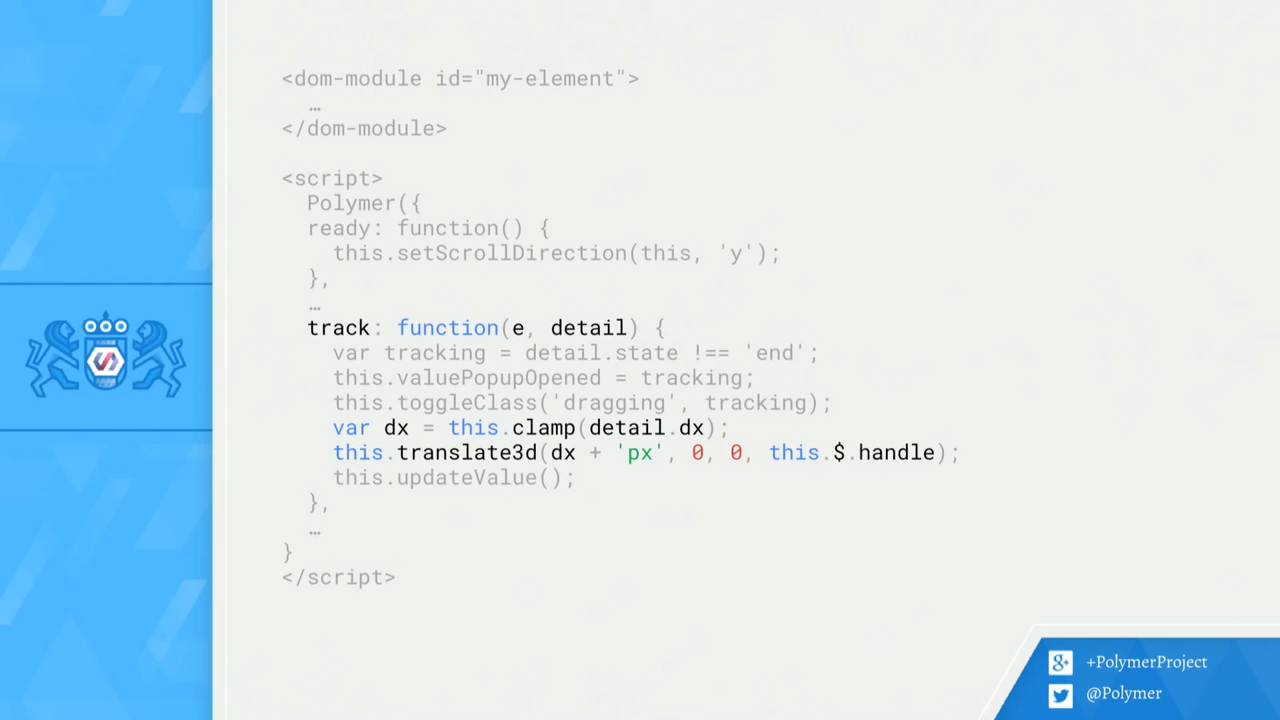 <dom-module id="my-element">
…
</dom-module>
<script>
Polymer({
ready: function() {
this.setScrollDirection(this, 'y');
},
…
track: function(e, detail) {
var tracking = detail.state !== 'end';
this.valuePopupOpened = tracking;
this.toggleClass('dragging', tracking);
var dx = this.clamp(detail.dx);
this.translate3d(dx + 'px', 0, 0, this.$.handle);
this.updateValue();
},
…
}
</script>
g+ +PolymerProject
@Polymer